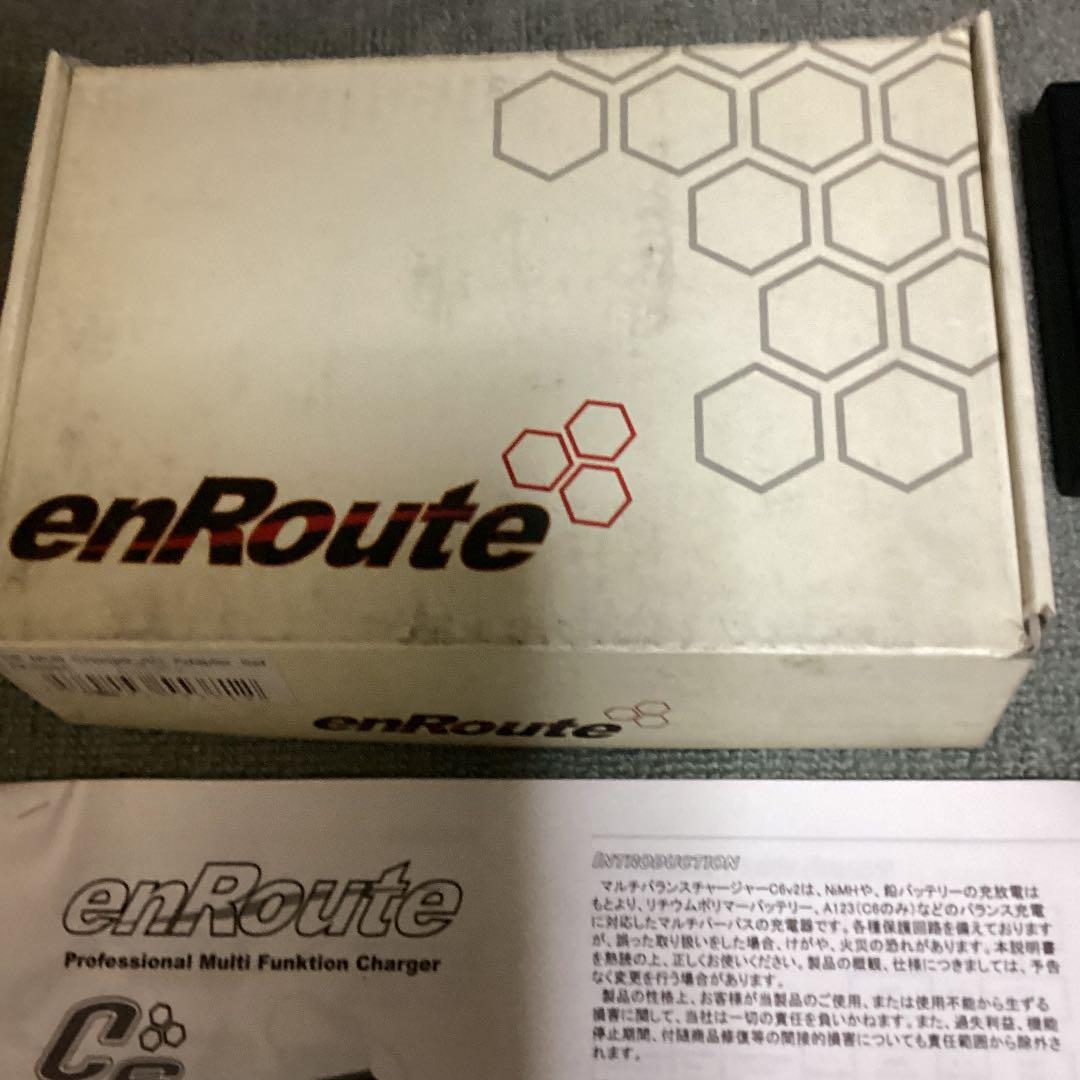 enRoute
Charger AC Adapter Set
enRoute
enRoute
Professional Multi Funktion Charger
C6
INTRODUCTION
マルチバランスチャージャーC6v2は、NiMHや、鉛バッテリーの充放電は
もとより、リチウムポリマーバッテリー、A123(C6のみ)などのバランス充電
に対応したマルチパーパスの充電器です。各種保護回路を備えております
が、誤った取り扱いをした場合、けがや、火災の恐れがあります。本説明書
を熟読の上、正しくお使いください。製品の概観、仕様につきましては、予告
なく変更を行う場合があります。
製品の性格上、お客様が当製品のご使用、または使用不能から生ずる
損害に関して、当社は一切の責任を負いかねます。また、過失利益、機能
停止期間、付随商品修復等の間接的損害についても責任範囲から除外さ
れます。